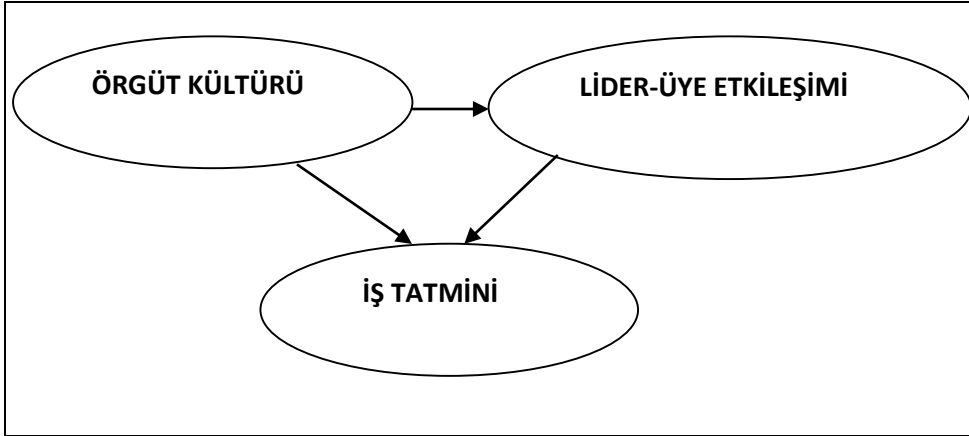 ÖRGÜT KÜLTÜRÜ
LİDER-ÜYE ETKİLEŞİMİ
İŞ TATMİNİ